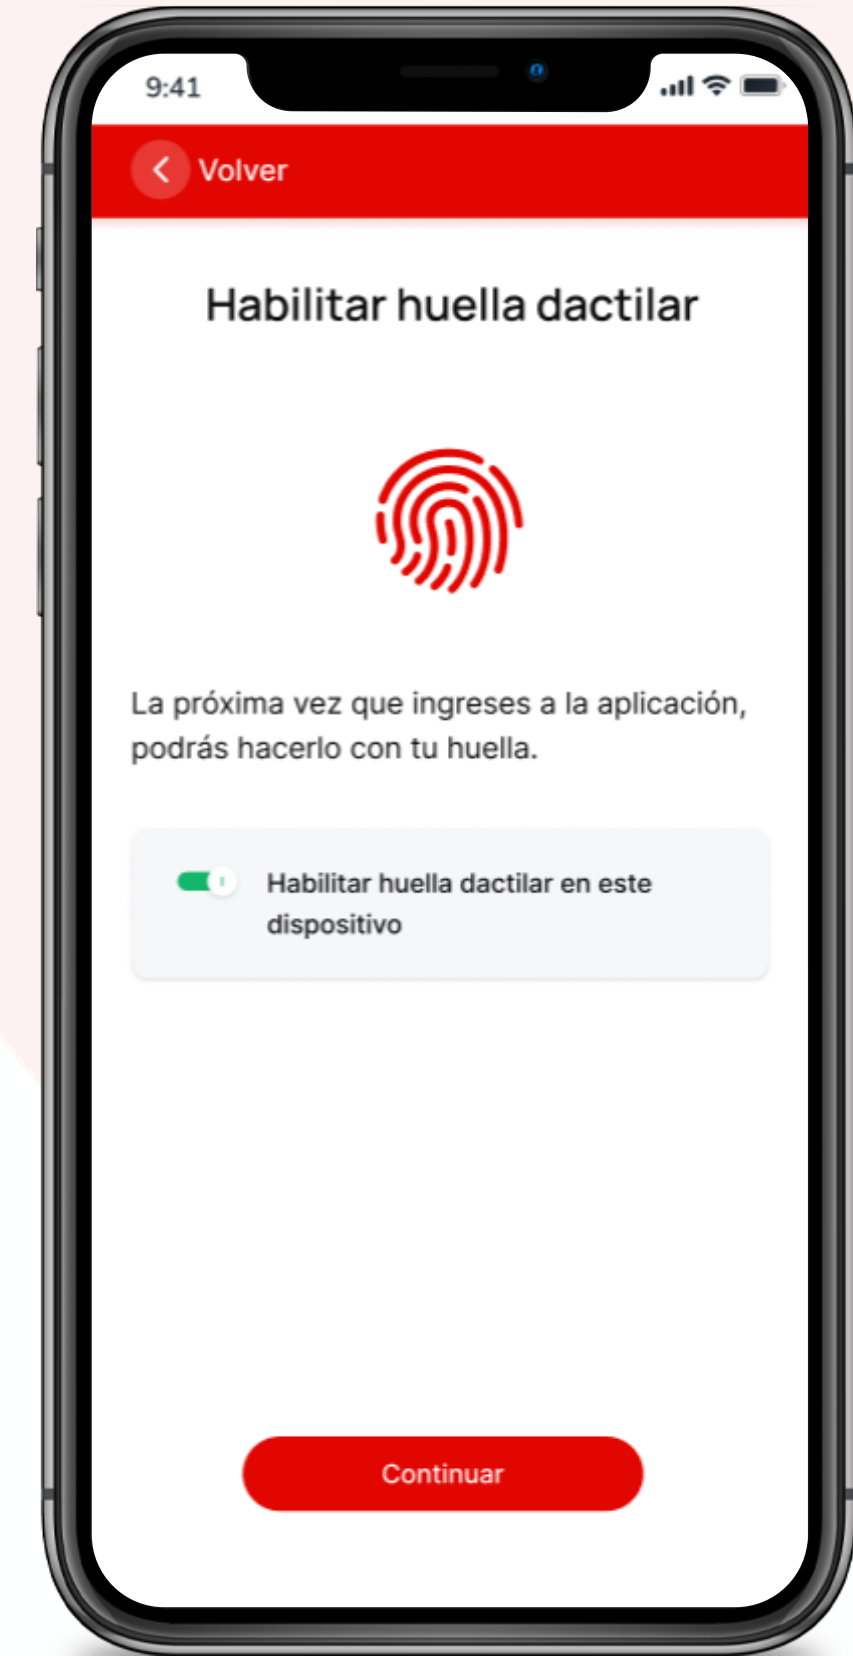 9:41
Volver
Habilitar huella dactilar
La próxima vez que ingreses a la aplicación,
podrás hacerlo con tu huella.
Habilitar huella dactilar en este
dispositivo
Continuar